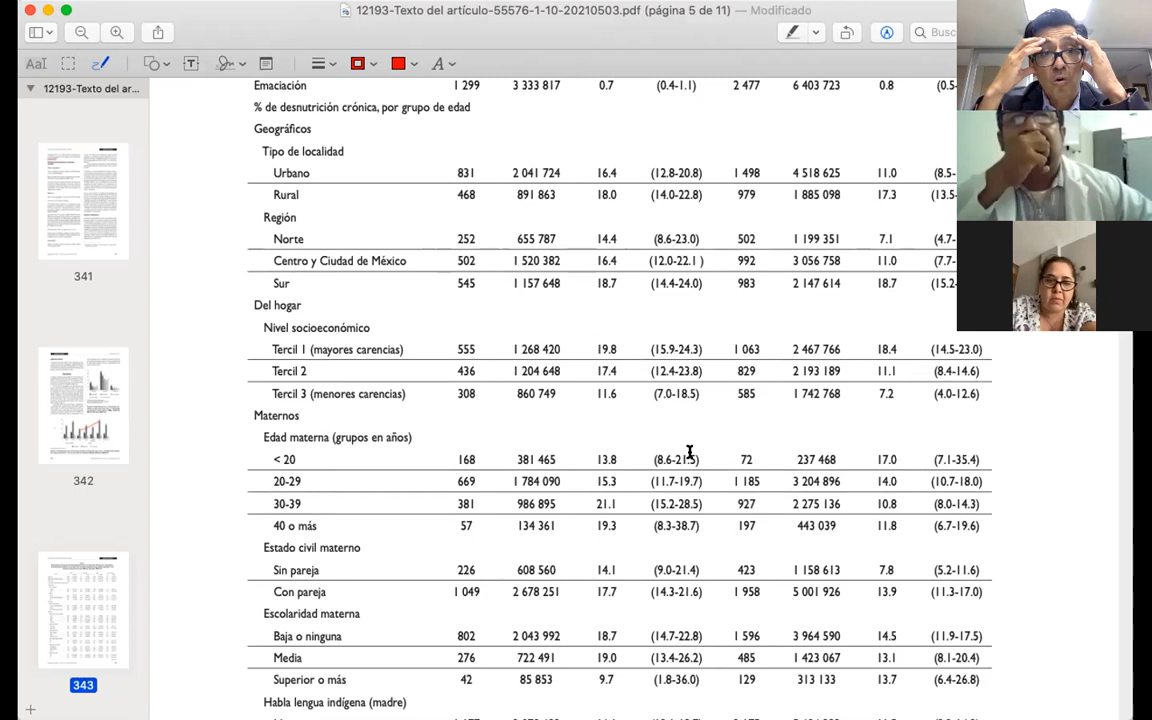 12193-Texto del artículo-55576-1-10-20210503.pdf (página 5 de 11) — Modificado
Busc
AaI
T
A
12193-Texto del ar...
341
342
343
Emaciación 1 299 3 333 817 0.7 (0.4-1.1) 2 477 6 403 723 0.8 (0.5-
% de desnutrición crónica, por grupo de edad
Geográficos
Tipo de localidad
Urbano 831 2 041 724 16.4 (12.8-20.8) 1 498 4 518 625 11.0 (8.5-
Rural 468 891 863 18.0 (14.0-22.8) 979 1 885 098 17.3 (13.5-
Región
Norte 252 655 787 14.4 (8.6-23.0) 502 1 199 351 7.1 (4.7-
Centro y Ciudad de México 502 1 520 382 16.4 (12.0-22.1 ) 992 3 056 758 11.0 (7.7-
Sur 545 1 157 648 18.7 (14.4-24.0) 983 2 147 614 18.7 (15.2-
Del hogar
Nivel socioeconómico
Tercil 1 (mayores carencias) 555 1 268 420 19.8 (15.9-24.3) 1 063 2 467 766 18.4 (14.5-23.0)
Tercil 2 436 1 204 648 17.4 (12.4-23.8) 829 2 193 189 11.1 (8.4-14.6)
Tercil 3 (menores carencias) 308 860 749 11.6 (7.0-18.5) 585 1 742 768 7.2 (4.0-12.6)
Maternos
Edad materna (grupos en años)
< 20 168 381 465 13.8 (8.6-21.5) 72 237 468 17.0 (7.1-35.4)
20-29 669 1 784 090 15.3 (11.7-19.7) 1 185 3 204 896 14.0 (10.7-18.0)
30-39 381 986 895 21.1 (15.2-28.5) 927 2 275 136 10.8 (8.0-14.3)
40 o más 57 134 361 19.3 (8.3-38.7) 197 443 039 11.8 (6.7-19.6)
Estado civil materno
Sin pareja 226 608 560 14.1 (9.0-21.4) 423 1 158 613 7.8 (5.2-11.6)
Con pareja 1 049 2 678 251 17.7 (14.3-21.6) 1 958 5 001 926 13.9 (11.3-17.0)
Escolaridad materna
Baja o ninguna 802 2 043 992 18.7 (14.7-22.8) 1 596 3 964 590 14.5 (11.9-17.5)
Media 276 722 491 19.0 (13.4-26.2) 485 1 423 067 13.1 (8.1-20.4)
Superior o más 42 85 853 9.7 (1.8-36.0) 129 313 133 13.7 (6.4-26.8)
Habla lengua indígena (madre)